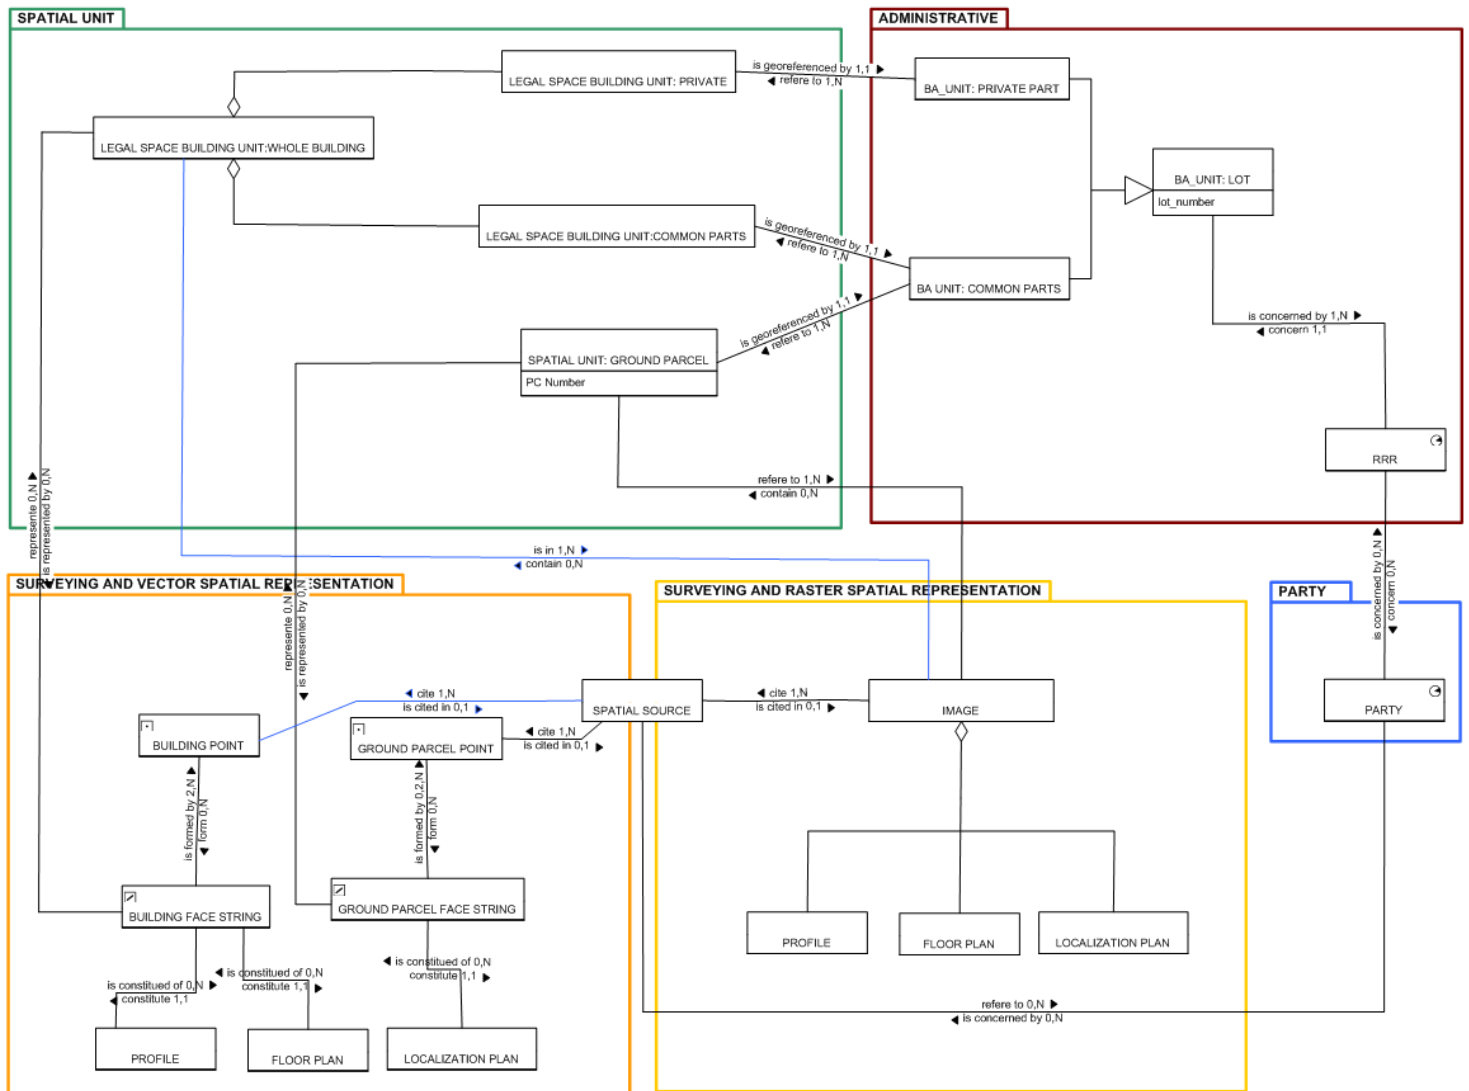 SPATIAL UNIT
ADMINISTRATIVE
LEGAL SPACE BUILDING UNIT: PRIVATE
is georeferenced by 1,1
refere to 1,N
BA_UNIT: PRIVATE PART
LEGAL SPACE BUILDING UNIT:WHOLE BUILDING
BA_UNIT: LOT
lot_number
LEGAL SPACE BUILDING UNIT:COMMON PARTS
is georeferenced by 1,1
refere to 1,N
BA UNIT: COMMON PARTS
is georeferenced by 1,1
refere to 1,N
is concerned by 1,N
concern 1,1
SPATIAL UNIT: GROUND PARCEL
PC Number
RRR
refere to 1,N
contain 0,N
represente 0,N
is represented by 0,N
is in 1,N
contain 0,N
is concerned by 0,N
concern 0,N
SURVEYING AND VECTOR SPATIAL REPRESENTATION
SURVEYING AND RASTER SPATIAL REPRESENTATION
PARTY
represente 0,N
is represented by 0,N
cite 1,N
is cited in 0,1
SPATIAL SOURCE
cite 1,N
is cited in 0,1
IMAGE
PARTY
BUILDING POINT
GROUND PARCEL POINT
cite 1,N
is cited in 0,1
is formed by 2,N
form 0,N
is formed by 0,2,N
form 0,N
BUILDING FACE STRING
GROUND PARCEL FACE STRING
PROFILE
FLOOR PLAN
LOCALIZATION PLAN
is constitued of 0,N
constitute 1,1
is constitued of 0,N
constitute 1,1
is constitued of 0,N
constitute 1,1
refere to 0,N
is concerned by 0,N
PROFILE
FLOOR PLAN
LOCALIZATION PLAN